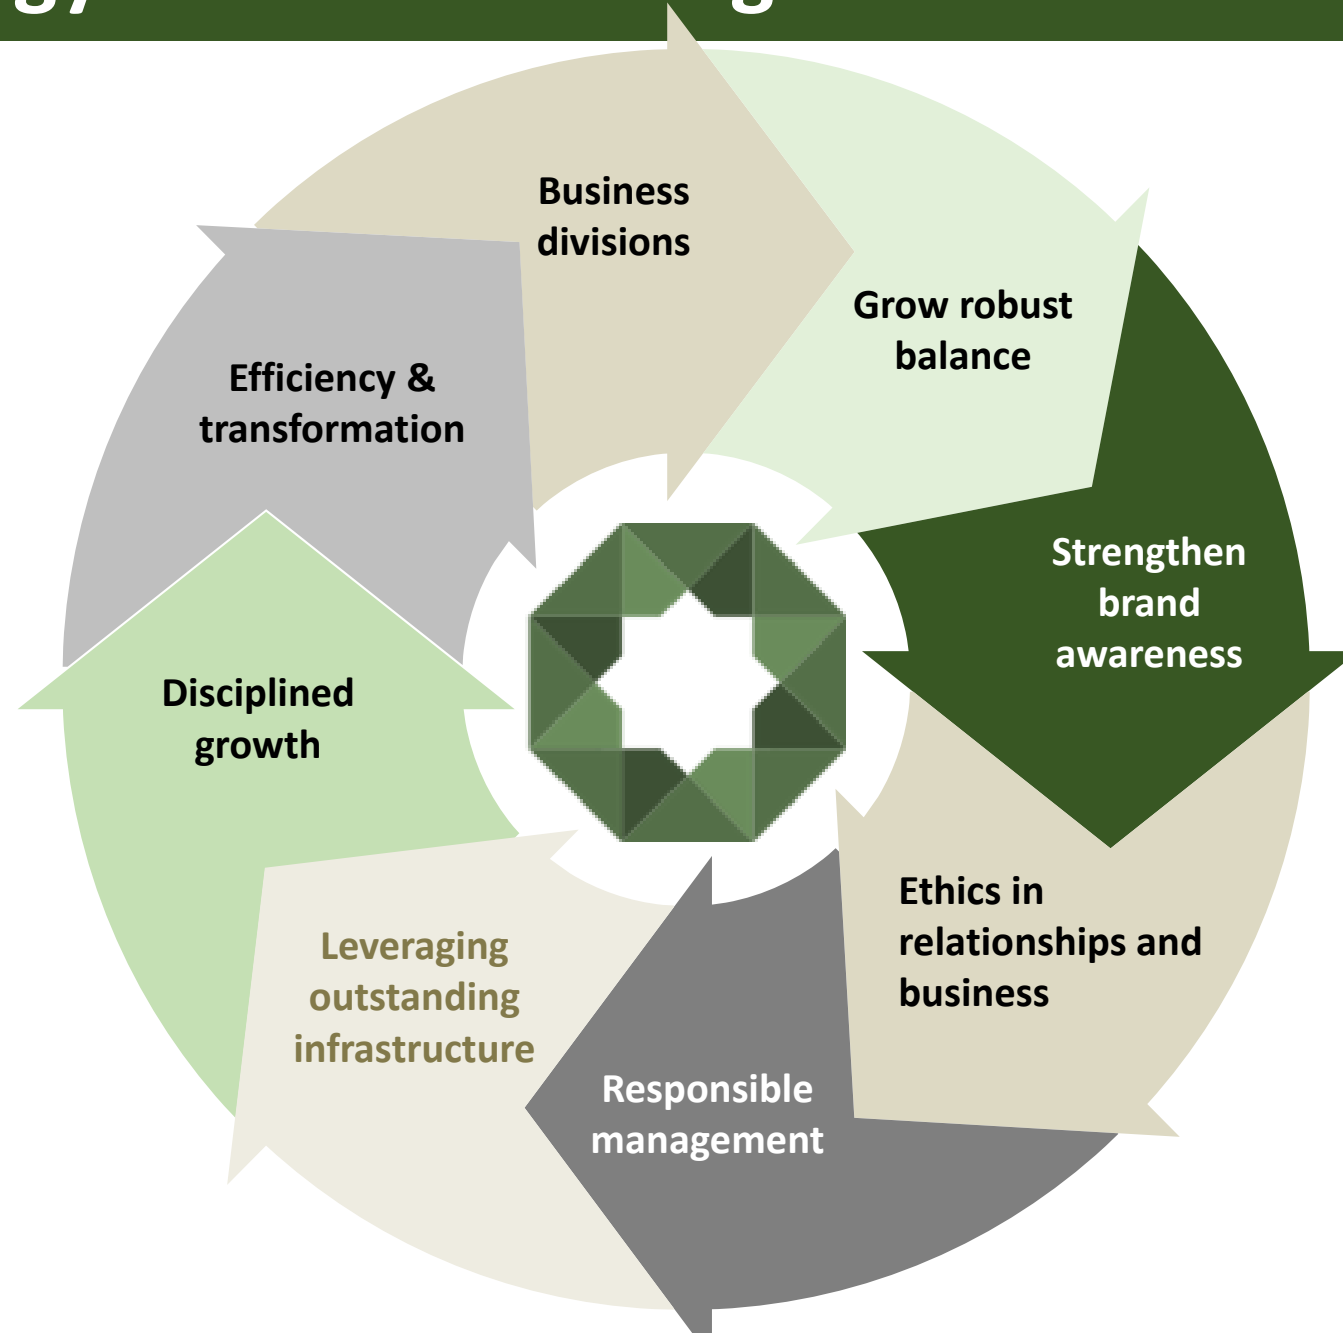 Business
divisions
Grow robust
balance
Strengthen
brand
awareness
Ethics in
relationships and
business
Responsible
management
Leveraging
outstanding
infrastructure
Disciplined
growth
Efficiency &
transformation